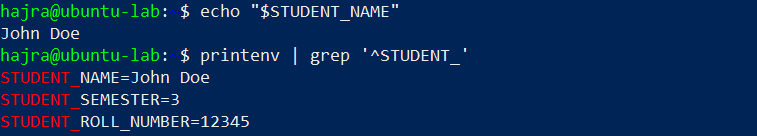 hajra@ubuntu-lab:~$ echo "$STUDENT_NAME"
John Doe
hajra@ubuntu-lab:~$ printenv | grep '^STUDENT_'
STUDENT_NAME=John Doe
STUDENT_SEMESTER=3
STUDENT_ROLL_NUMBER=12345